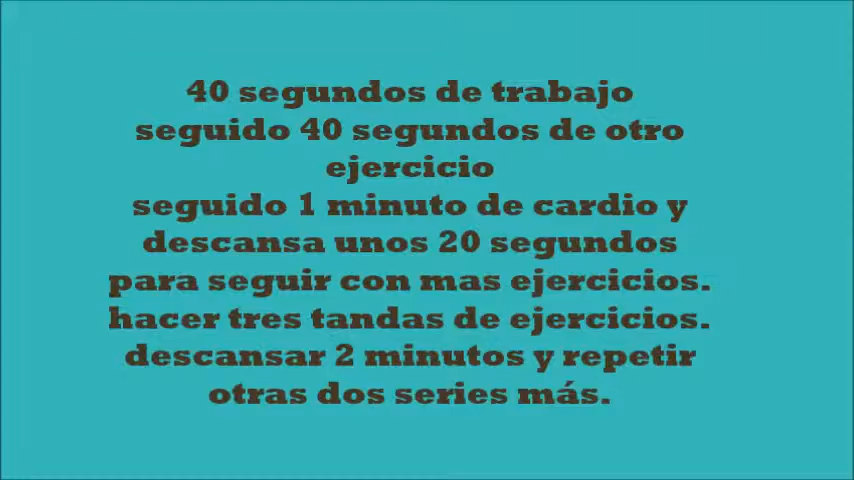 40 segundos de trabajo
seguido 40 segundos de otro
ejercicio
seguido 1 minuto de cardio y
descansa unos 20 segundos
para seguir con mas ejercicios.
hacer tres tandas de ejercicios.
descansar 2 minutos y repetir
otras dos series más.